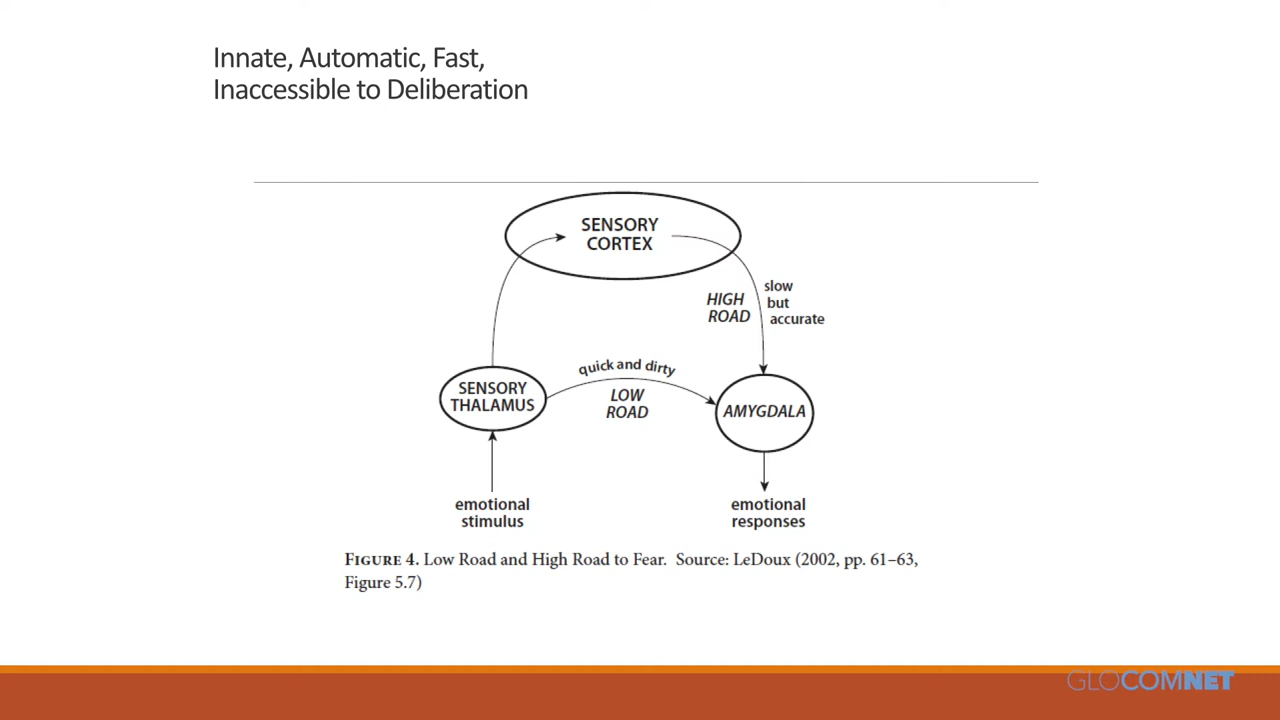 Innate, Automatic, Fast,
Inaccessible to Deliberation
SENSORY
CORTEX
HIGH
ROAD
slow
but
accurate
quick and dirty
LOW
ROAD
SENSORY
THALAMUS
AMYGDALA
emotional
stimulus
emotional
responses
FIGURE 4. Low Road and High Road to Fear. Source: LeDoux (2002, pp. 61–63,
Figure 5.7)
GLOCOMNET